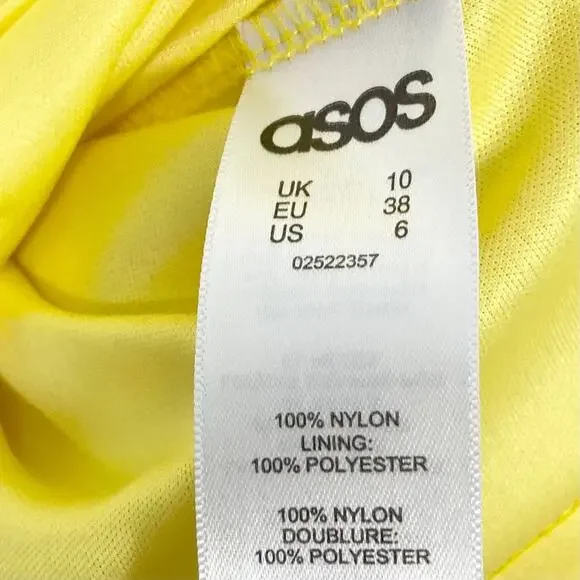 asos
UK 10
EU 38
US 6
02522357
100% NYLON
LINING:
100% POLYESTER
100% NYLON
DOUBLURE:
100% POLYESTER